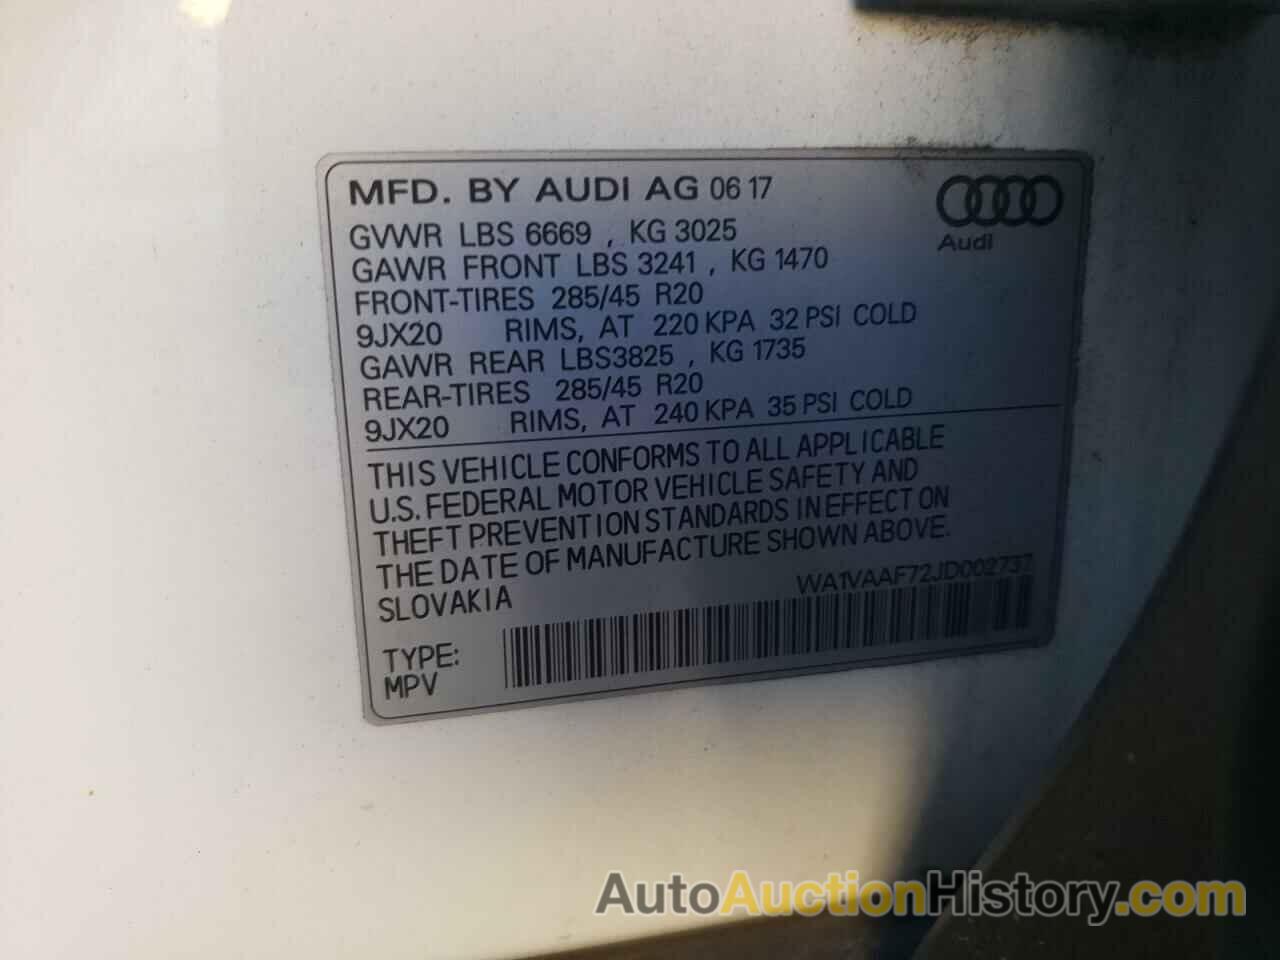 MFD. BY AUDI AG 06 17
GVWR LBS 6669 , KG 3025
GAWR FRONT LBS 3241 , KG 1470
FRONT-TIRES 285/45 R20
9JX20 RIMS, AT 220 KPA 32 PSI COLD
GAWR REAR LBS3825 , KG 1735
REAR-TIRES 285/45 R20
9JX20 RIMS, AT 240 KPA 35 PSI COLD
Audi
THIS VEHICLE CONFORMS TO ALL APPLICABLE
U.S. FEDERAL MOTOR VEHICLE SAFETY AND
THEFT PREVENTION STANDARDS IN EFFECT ON
THE DATE OF MANUFACTURE SHOWN ABOVE.
SLOVAKIA
WA1VAAF72JD002737
TYPE:
MPV
AutoAuctionHistory.com